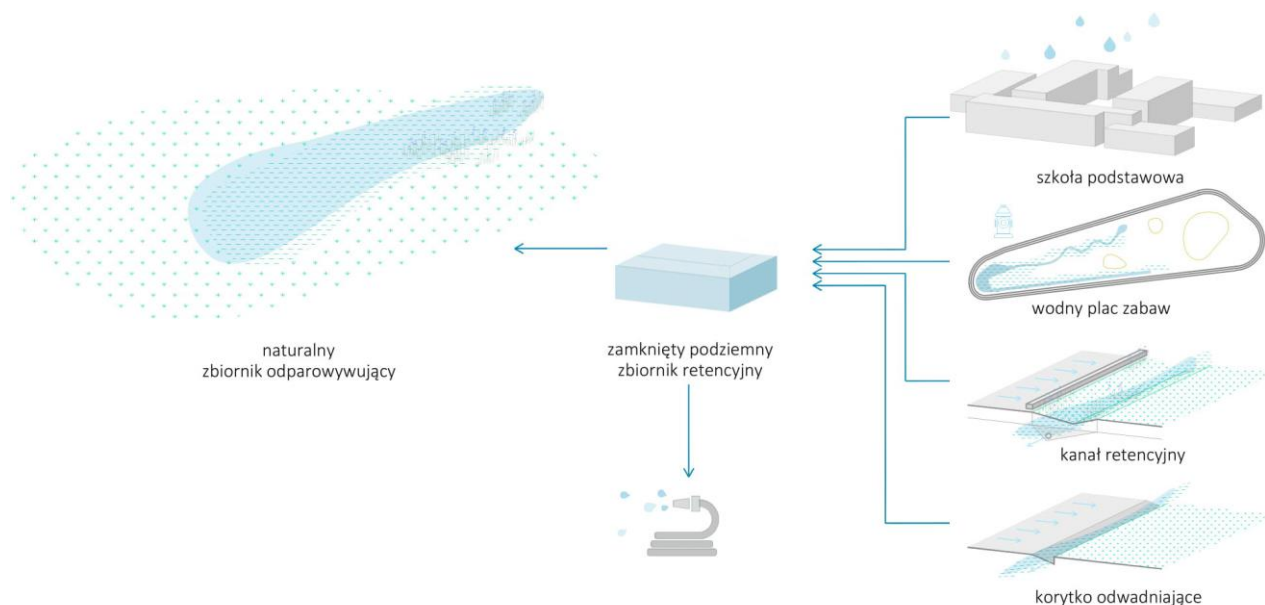 szkoła podstawowa
wodny plac zabaw
naturalny
zbiornik odparowywujący
zamknięty podziemny
zbiornik retencyjny
kanał retencyjny
korytko odwadniające